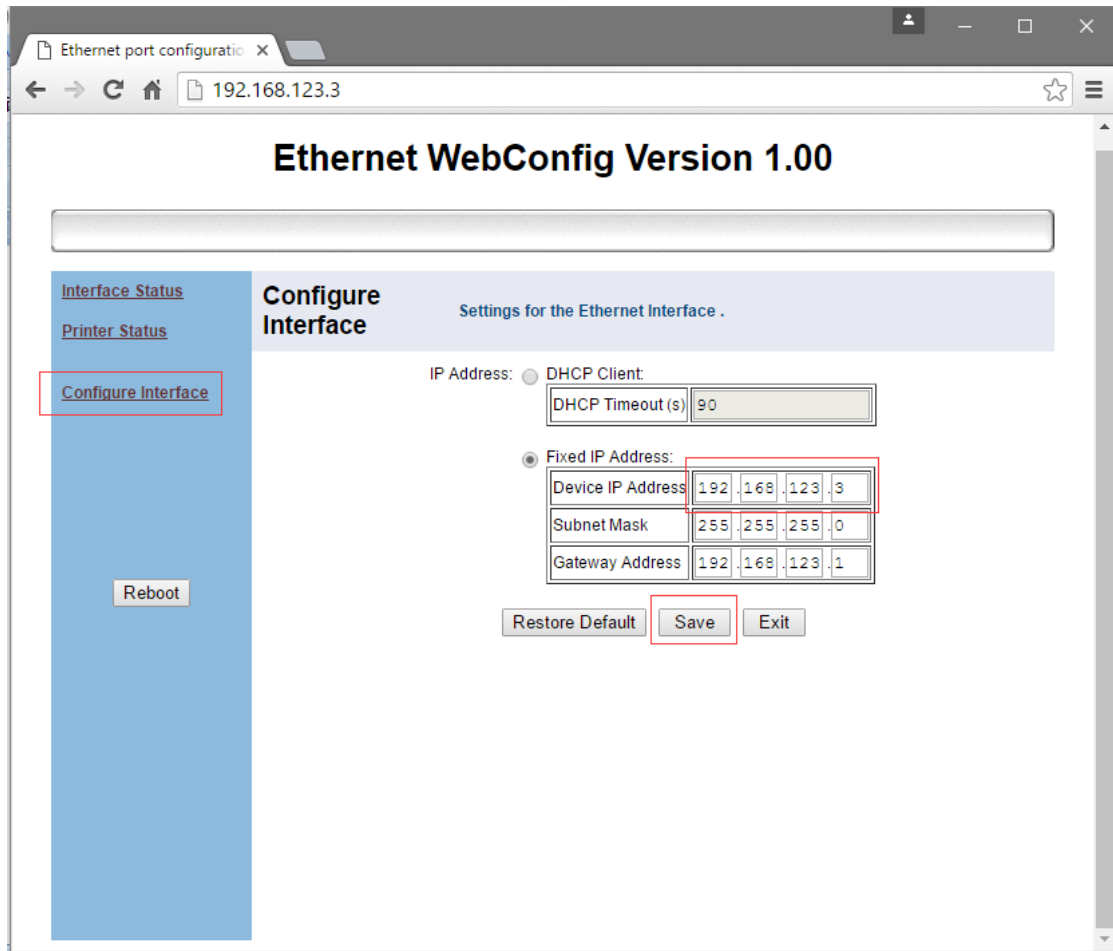 Ethernet port configuratio
192.168.123.3
Ethernet WebConfig Version 1.00
Interface Status
Printer Status
Configure Interface
Reboot
Configure
Interface
Settings for the Ethernet Interface .
IP Address: DHCP Client:
DHCP Timeout (s) 90
Fixed IP Address:
Device IP Address 192 .168 .123 .3
Subnet Mask 255 .255 .255 .0
Gateway Address 192 .168 .123 .1
Restore Default Save Exit